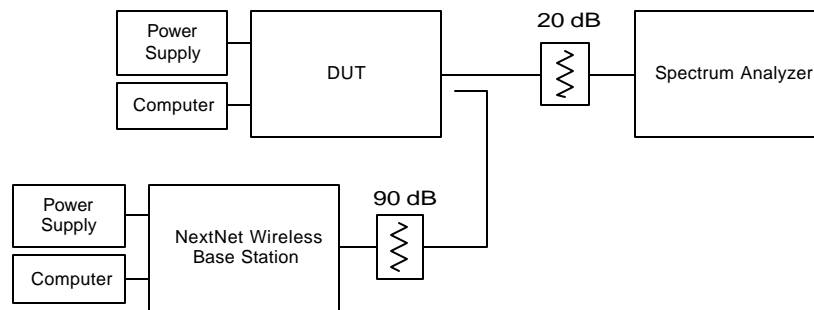 Power
Supply
Computer
DUT
20 dB
Spectrum Analyzer
Power
Supply
Computer
NextNet Wireless
Base Station
90 dB